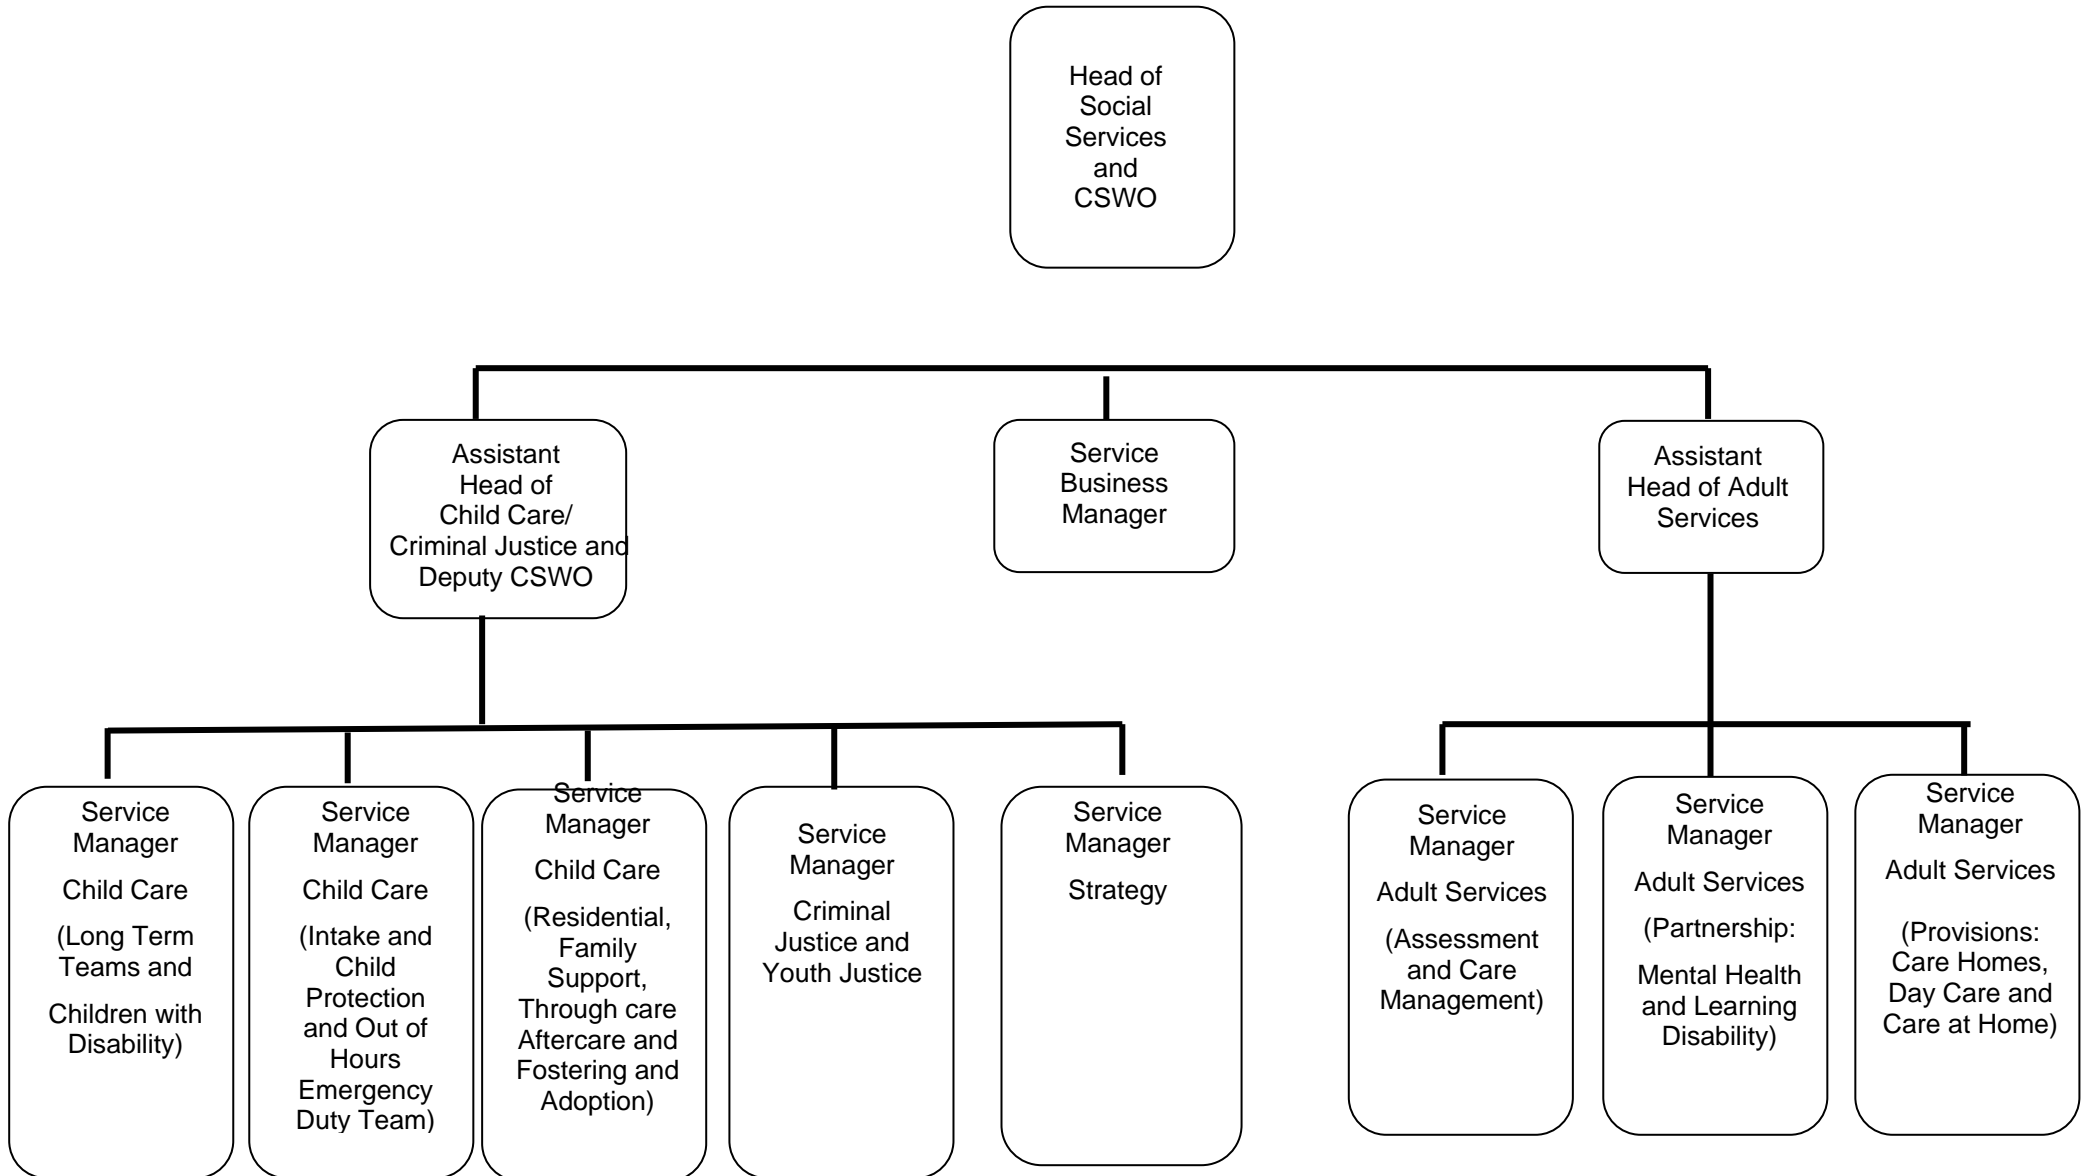 Head of
Social
Services
and
CSWO
Assistant
Head of
Child Care/
Criminal Justice and
Deputy CSWO
Service
Business
Manager
Assistant
Head of Adult
Services
Service
Manager
Child Care
(Long Term
Teams and
Children with
Disability)
Service
Manager
Child Care
(Intake and
Child
Protection
and Out of
Hours
Emergency
Duty Team)
Service
Manager
Child Care
(Residential,
Family
Support,
Through care
Aftercare and
Fostering and
Adoption)
Service
Manager
Criminal
Justice and
Youth Justice
Service
Manager
Strategy
Service
Manager
Adult Services
(Assessment
and Care
Management)
Service
Manager
Adult Services
(Partnership:
Mental Health
and Learning
Disability)
Service
Manager
Adult Services
(Provisions:
Care Homes,
Day Care and
Care at Home)